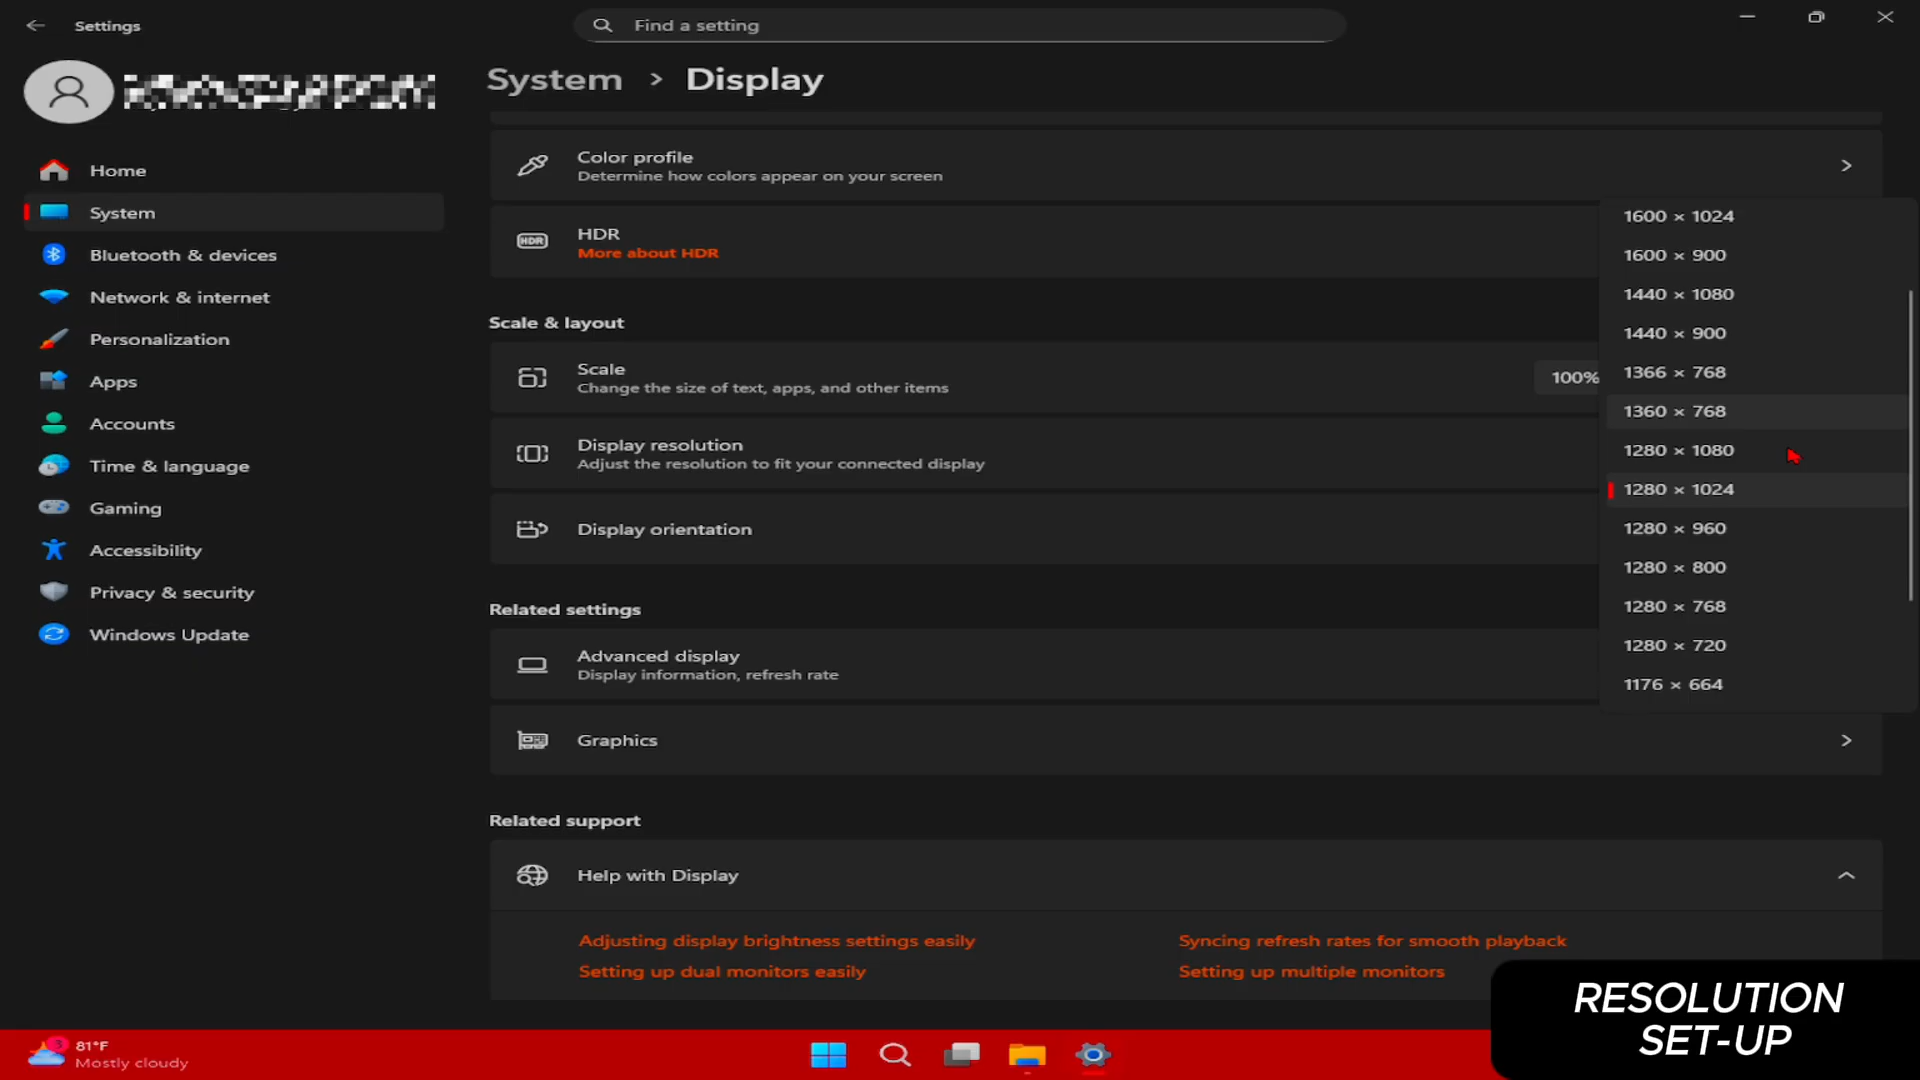 Settings
Find a setting
System > Display
Home
System
Bluetooth & devices
Network & internet
Personalization
Apps
Accounts
Time & language
Gaming
Accessibility
Privacy & security
Windows Update
Color profile
Determine how colors appear on your screen
HDR
HDR
More about HDR
Scale & layout
Scale
Change the size of text, apps, and other items
100%
Display resolution
Adjust the resolution to fit your connected display
Display orientation
Related settings
Advanced display
Display information, refresh rate
Graphics
Related support
Help with Display
Adjusting display brightness settings easily
Syncing refresh rates for smooth playback
Setting up dual monitors easily
Setting up multiple monitors
1600 × 1024
1600 × 900
1440 × 1080
1440 × 900
1366 × 768
1360 × 768
1280 × 1080
1280 × 1024
1280 × 960
1280 × 800
1280 × 768
1280 × 720
1176 × 664
RESOLUTION
SET-UP
3
81°F
Mostly cloudy